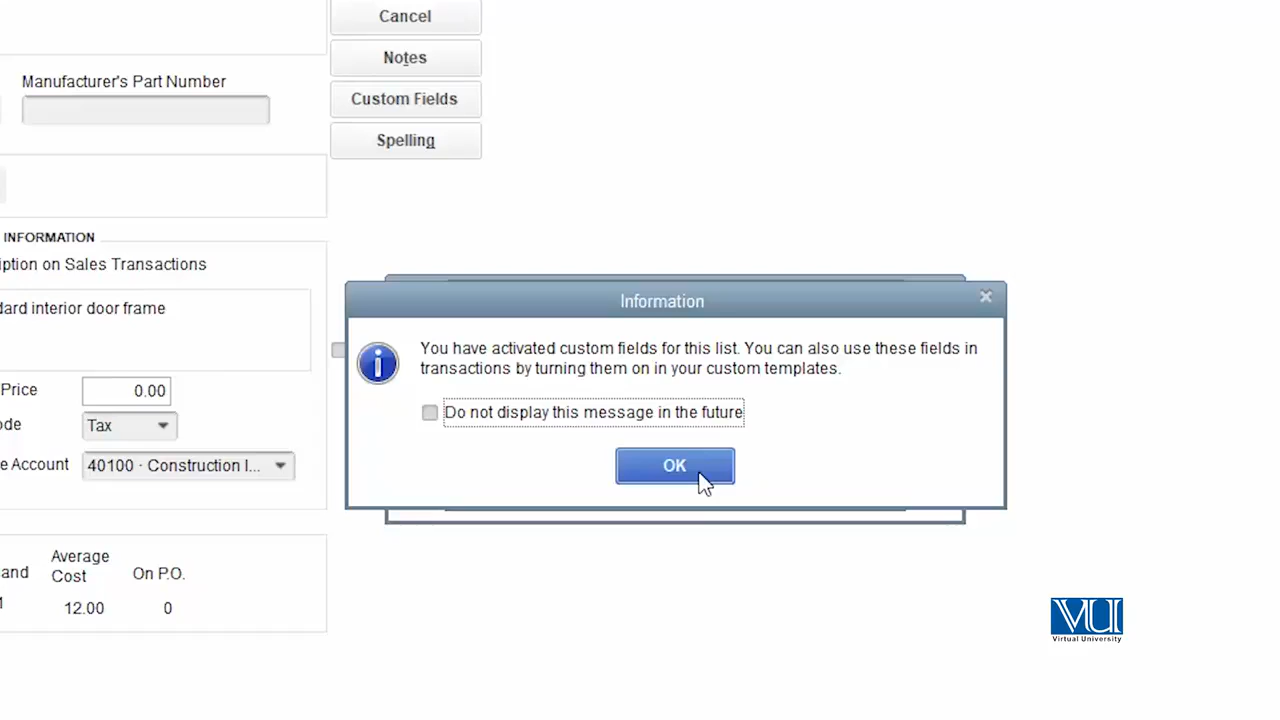 Cancel
Notes
Manufacturer's Part Number
Custom Fields
Spelling
INFORMATION
ption on Sales Transactions
dard interior door frame
Information
You have activated custom fields for this list. You can also use these fields in
transactions by turning them on in your custom templates.
Do not display this message in the future
OK
Price 0.00
ode Tax
e Account 40100 · Construction I...
and Average Cost On P.O.
12.00 0
VU
Virtual University